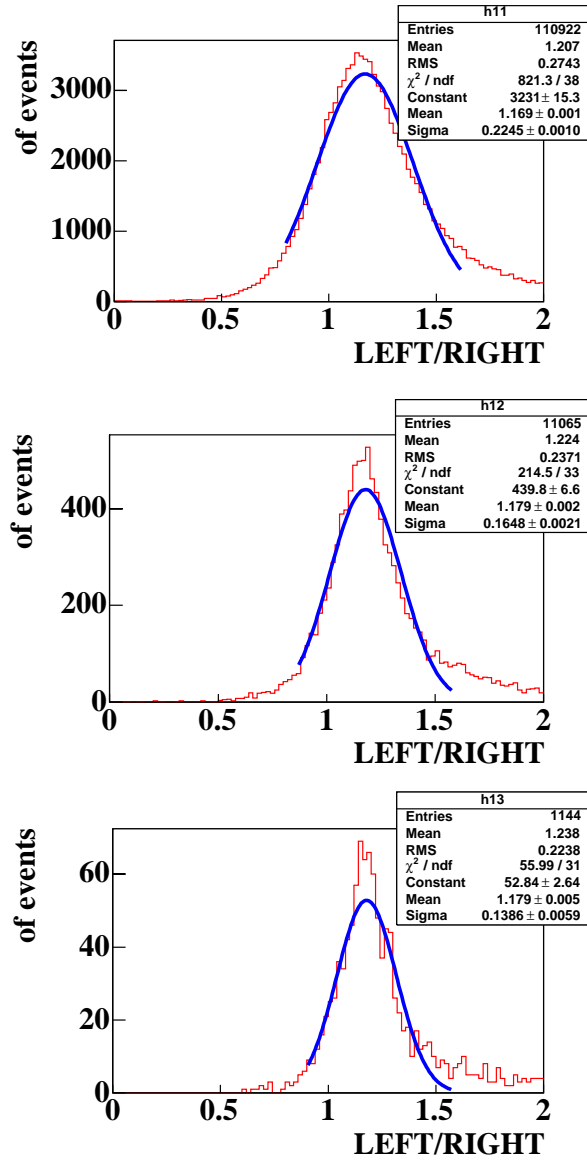 h11
Entries 110922
Mean 1.207
RMS 0.2743
χ² / ndf 821.3 / 38
Constant 3231 ± 15.3
Mean 1.169 ± 0.001
Sigma 0.2245 ± 0.0010
of events
3000
2000
1000
0
0 0.5 1 1.5 2
LEFT/RIGHT
h12
Entries 11065
Mean 1.224
RMS 0.2371
χ² / ndf 214.5 / 33
Constant 439.8 ± 6.6
Mean 1.179 ± 0.002
Sigma 0.1648 ± 0.0021
of events
400
200
0
0 0.5 1 1.5 2
LEFT/RIGHT
h13
Entries 1144
Mean 1.238
RMS 0.2238
χ² / ndf 55.99 / 31
Constant 52.84 ± 2.64
Mean 1.179 ± 0.005
Sigma 0.1386 ± 0.0059
of events
60
40
20
0
0 0.5 1 1.5 2
LEFT/RIGHT